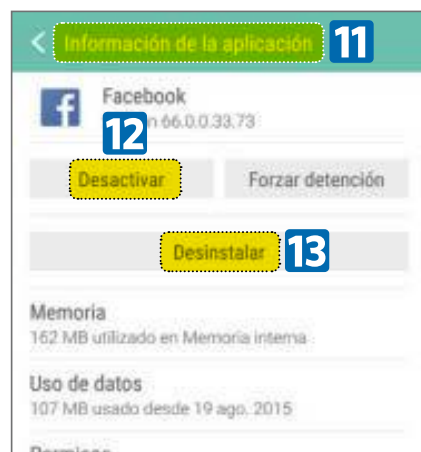 Información de la aplicación 11
Facebook
12 n 66.0.0.33.73
Desactivar Forzar detención
Desinstalar 13
Memoria
162 MB utilizado en Memoria interna
Uso de datos
107 MB usado desde 19 ago. 2015